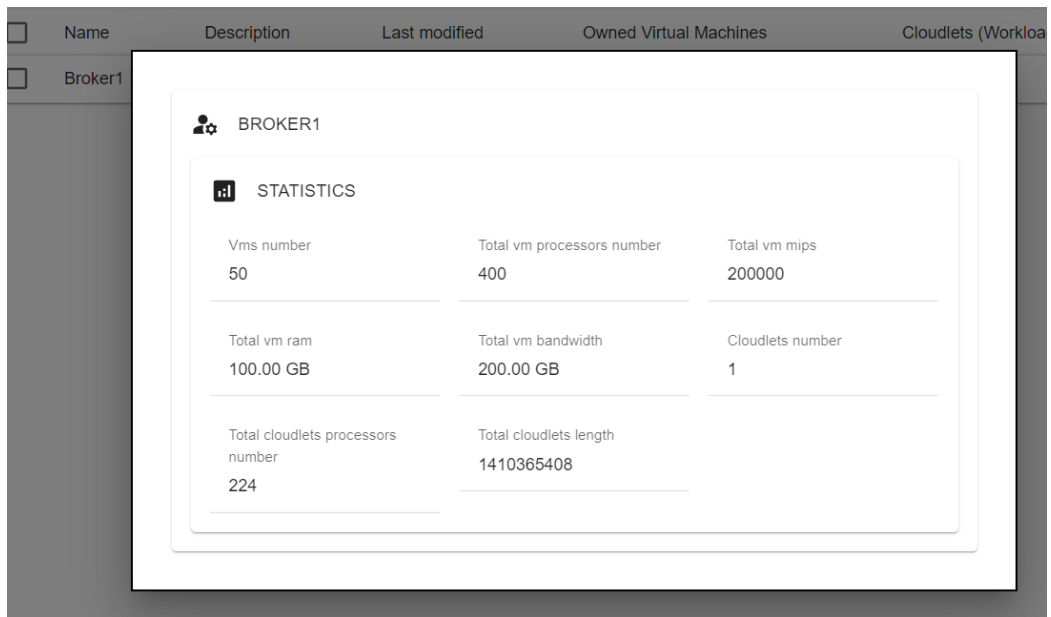 Name Description Last modified Owned Virtual Machines Cloudlets (Workloa
Broker1
BROKER1
STATISTICS
Vms number Total vm processors number Total vm mips
50 400 200000
Total vm ram Total vm bandwidth Cloudlets number
100.00 GB 200.00 GB 1
Total cloudlets processors Total cloudlets length
number
1410365408
224